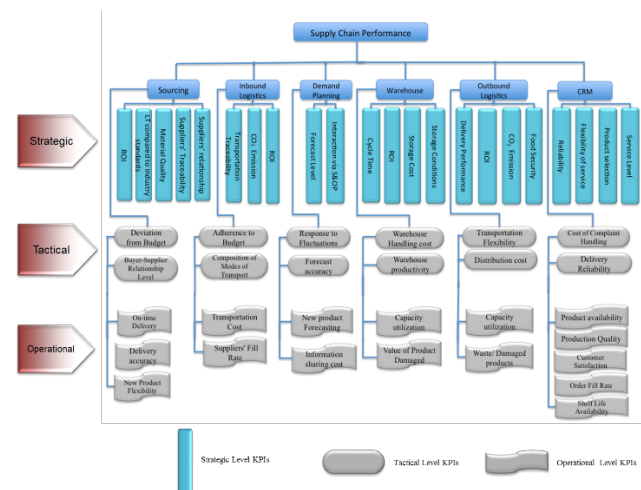 Supply Chain Performance
Sourcing
Inbound
Logistics
Demand
Planning
Warehouse
Outbound
Logistics
CRM
Strategic
ROI
LT compared to Industry
standards
Material Quality
Suppliers' Traceability
Suppliers' relationship
Transportation
Traceability
CO2 Emission
ROI
Forecast Level
Interaction via S&OP
Cycle Time
ROI
Storage Cost
Storage Conditions
Delivery Performance
ROI
CO2 Emission
Food Security
Reliability
Flexibility of service
Product selection
Service Level
Tactical
Deviation
from Budget
Adherence to
Budget
Response to
Fluctuations
Warehouse
Handling cost
Transportation
Flexibility
Cost of Complaint
Handling
Buyer-Supplier
Relationship
Level
Composition of
Modes of
Transport
Forecast
accuracy
Warehouse
productivity
Distribution cost
Delivery
Reliability
Operational
On-time
Delivery
Transportation
Cost
New product
Forecasting
Capacity
utilization
Capacity
utilization
Product availability
Production Quality
Delivery
accuracy
Suppliers' Fill
Rate
Information
sharing cost
Value of Product
Damaged
Waste/ Damaged
products
Customer
Satisfaction
New Product
Flexibility
Order Fill Rate
Shelf Life
Availability
Strategic Level KPIs
Tactical Level KPIs
Operational Level KPIs